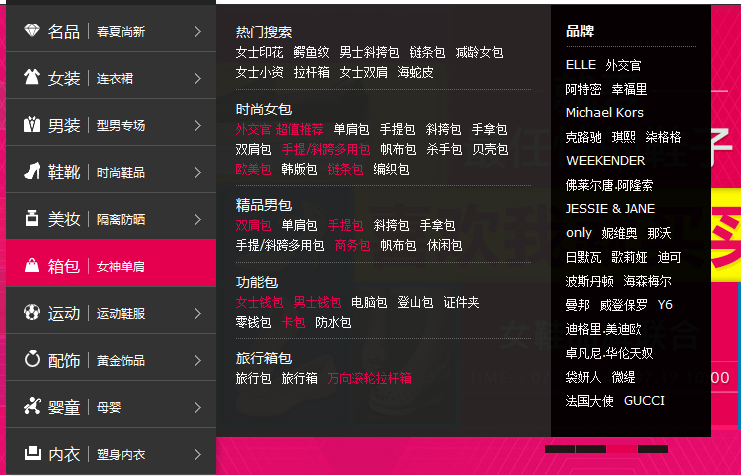 名品 春夏尚新
女装 连衣裙
男装 型男专场
鞋靴 时尚鞋品
美妆 隔离防晒
箱包 女神单肩
运动 运动鞋服
配饰 黄金饰品
婴童 母婴
内衣 塑身内衣
热门搜索
女士印花 鳄鱼纹 男士斜挎包 链条包 减龄女包
女士小资 拉杆箱 女士双肩 海蛇皮
时尚女包
外交官 超值推荐 单肩包 手提包 斜挎包 手拿包
双肩包 手提/斜跨多用包 帆布包 杀手包 贝壳包
欧美包 韩版包 链条包 编织包
精品男包
双肩包 单肩包 手提包 斜挎包 手拿包
手提/斜跨多用包 商务包 帆布包 休闲包
功能包
女士钱包 男士钱包 电脑包 登山包 证件夹
零钱包 卡包 防水包
旅行箱包
旅行包 旅行箱 万向滚轮拉杆箱
品牌
ELLE 外交官
阿特密 幸福里
Michael Kors
克路驰 琪熙 柒格格
WEEKENDER
佛莱尔唐.阿隆索
JESSIE & JANE
only 妮维奥 那沃
日默瓦 歌莉娅 迪可
波斯丹顿 海森梅尔
曼邦 威登保罗 Y6
迪格里.美迪欧
卓凡尼.华伦天奴
袋妍人 微缇
法国大使 GUCCI
子
买
:00